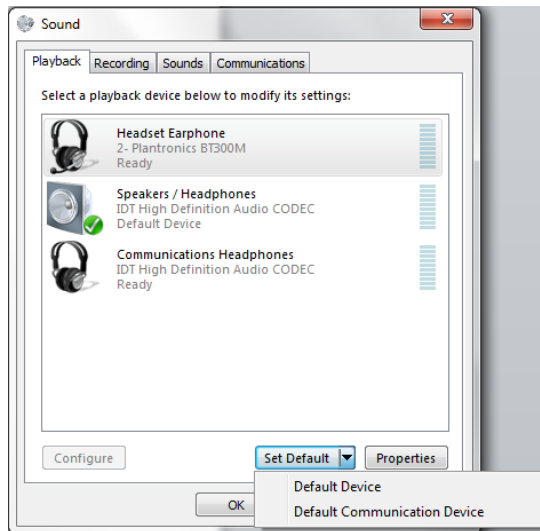 Sound
Playback Recording Sounds Communications
Select a playback device below to modify its settings:
Headset Earphone
2- Plantronics BT300M
Ready
Speakers / Headphones
IDT High Definition Audio CODEC
Default Device
Communications Headphones
IDT High Definition Audio CODEC
Ready
Configure Set Default Properties
Default Device
OK
Default Communication Device